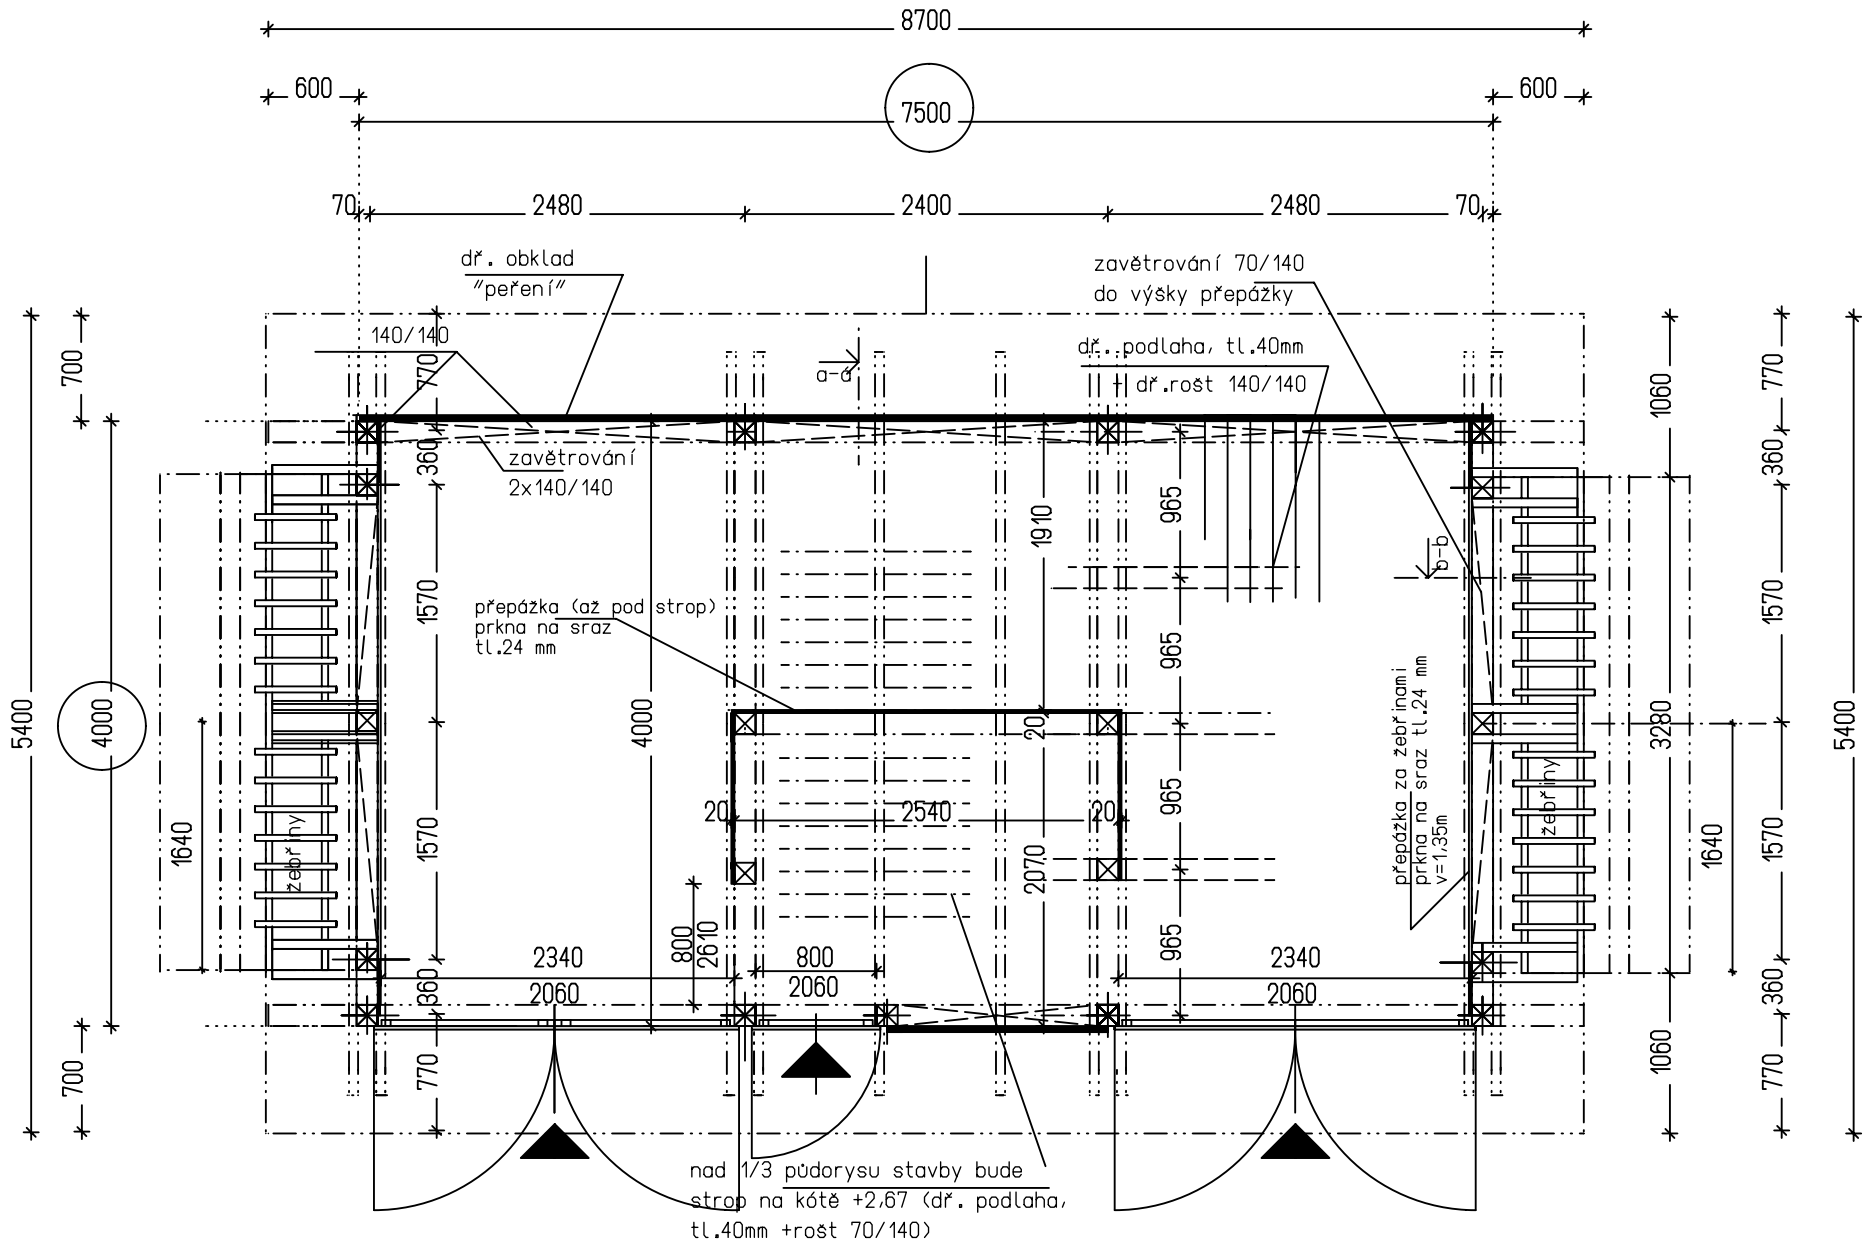 8700
600
7500
600
70
2480
2400
2480
70
dř. obklad
"peření"
zavětrování 70/140
do výšky přepážky
140/140
a-á
dř. podlaha, tl.40mm
+ dř.rošt 140/140
zavětrování
2x140/140
přepážka (až pod strop)
prkna na sraz
tl.24 mm
5400
700
4000
700
1640
žebřiny
770
360
1570
1570
360
770
4000
1910
20
2070
965
965
965
965
b-b
20
2540
20
800
2610
2340
2060
800
2060
2340
2060
přepážka za žebřinami
prkna na sraz tl.24 mm
v=1,35m
žebřiny
1060
3280
1060
1640
770
360
1570
1570
360
770
5400
nad 1/3 půdorysu stavby bude
strop na kótě +2,67 (dř. podlaha,
tl.40mm +rošt 70/140)